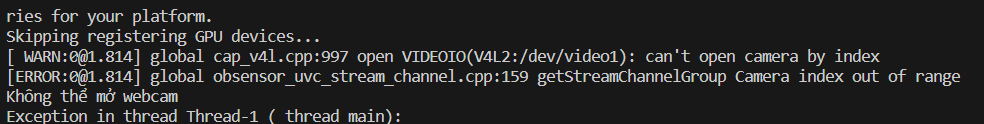 ries for your platform.
Skipping registering GPU devices...
[ WARN:0@1.814] global cap_v4l.cpp:997 open VIDEOIO(V4L2:/dev/video1): can't open camera by index
[ERROR:0@1.814] global obsensor_uvc_stream_channel.cpp:159 getStreamChannelGroup Camera index out of range
Không thể mở webcam
Exception in thread Thread-1 (_thread_main):